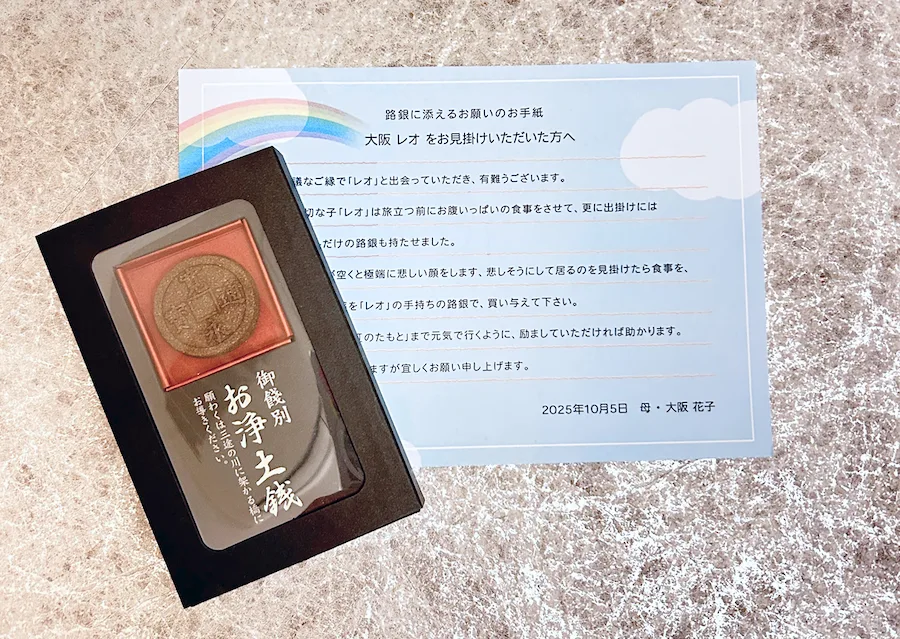 路銀に添えるお願いのお手紙
大阪 レオ をお見掛けいただいた方へ
議なご縁で「レオ」と出会っていただき、有難うございます。
切な子「レオ」は旅立つ前にお腹いっぱいの食事をさせて、更に出掛けには
だけの路銀も持たせました。
が空くと極端に悲しい顔をします、悲しそうにして居るのを見掛けたら食事を、
を「レオ」の手持ちの路銀で、買い与えて下さい。
のたもと」まで元気で行くように、励ましていただければ助かります。
ますが宜しくお願い申し上げます。
2025年10月5日 母・大阪 花子
御餞別
お浄土銭
願わくは三途の川に架かる橋に
お導きください。